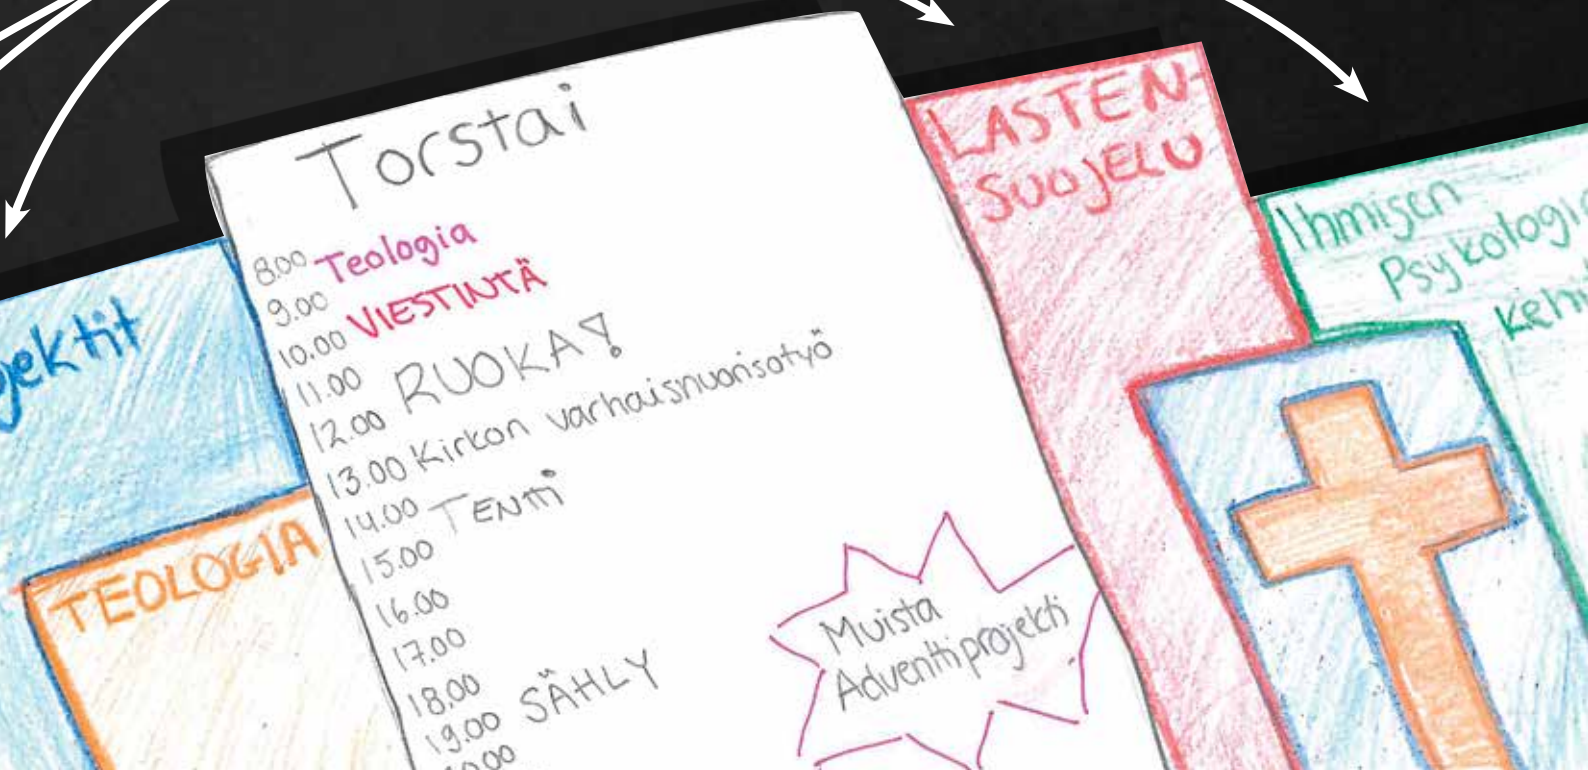 Torstai
8.00 Teologia
9.00
10.00 VIESTINTÄ
11.00
12.00 RUOKA!
13.00 Kirkon varhaisnuorisotyö
14.00 TENTTI
15.00
16.00
17.00
18.00
19.00 SÄHLY
Muista
Adventtiprojekti
LASTEN-
SUOJELU
Ihmisen
Psykologi
kehi
jektit
TEOLOGIA